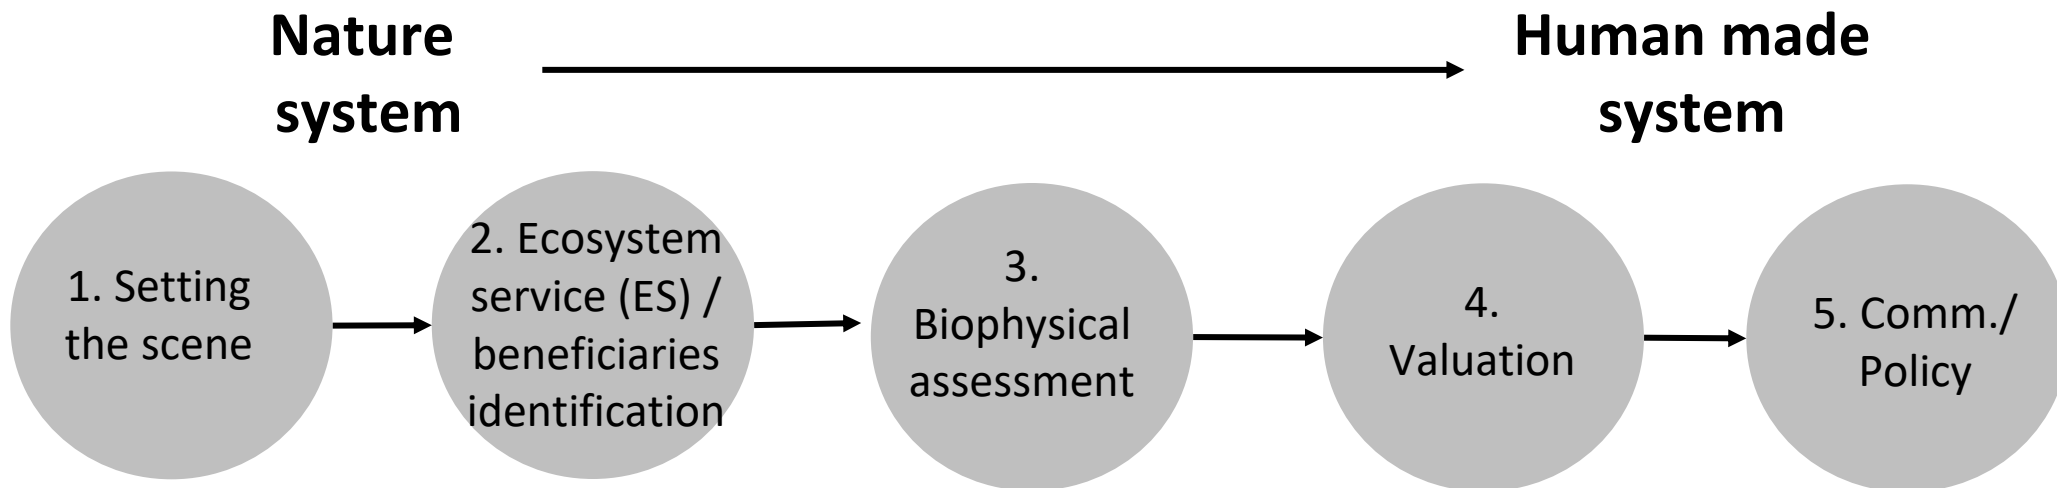 Nature
system
Human made
system
1. Setting
the scene
2. Ecosystem
service (ES) /
beneficiaries
identification
3.
Biophysical
assessment
4.
Valuation
5. Comm./
Policy